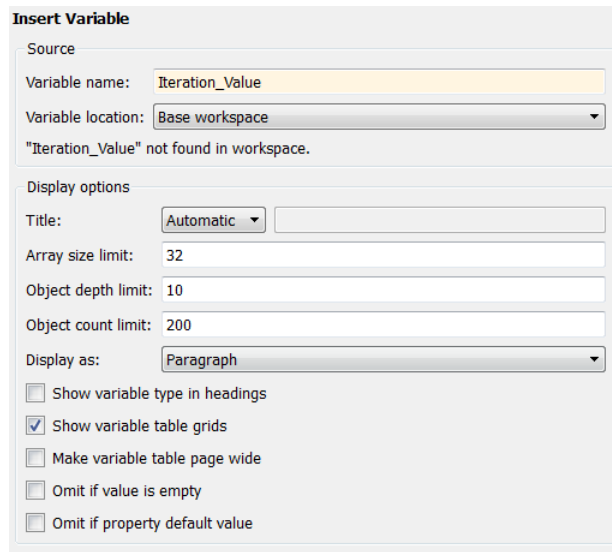 Insert Variable
Source
Variable name: Iteration_Value
Variable location: Base workspace
"Iteration_Value" not found in workspace.
Display options
Title: Automatic
Array size limit: 32
Object depth limit: 10
Object count limit: 200
Display as: Paragraph
Show variable type in headings
Show variable table grids
Make variable table page wide
Omit if value is empty
Omit if property default value